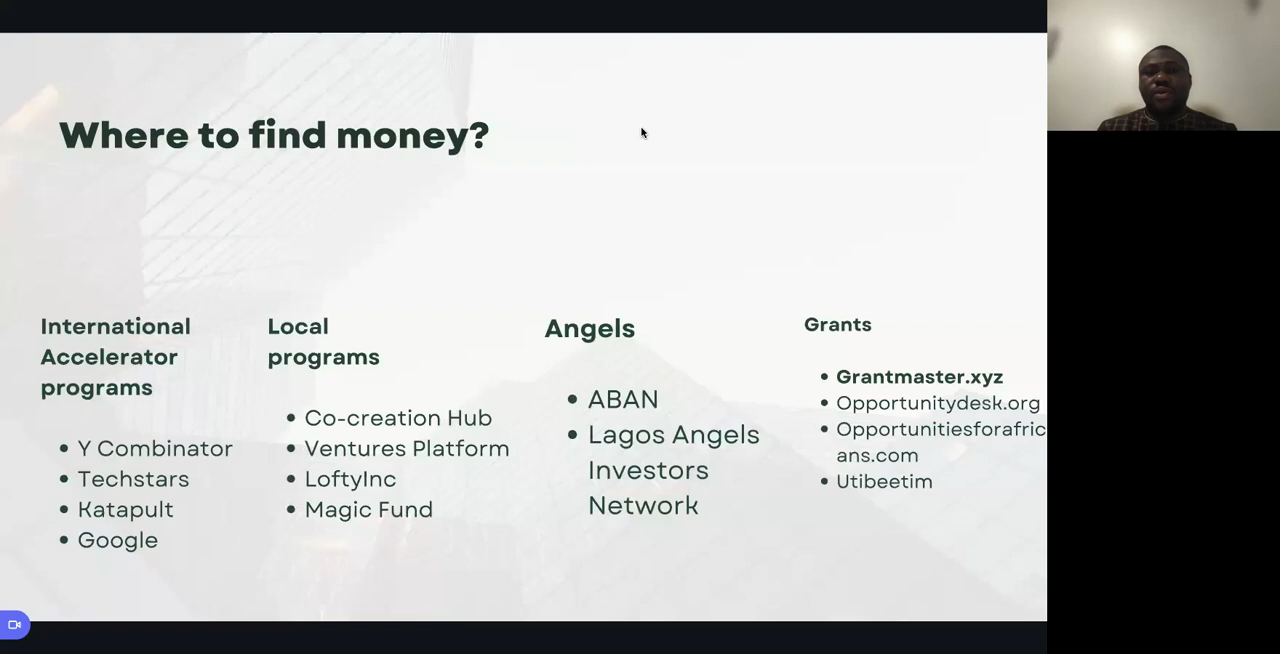 Where to find money?
International
Accelerator
programs
Y Combinator
Techstars
Katapult
Google
Local
programs
Co-creation Hub
Ventures Platform
LoftyInc
Magic Fund
Angels
ABAN
Lagos Angels
Investors
Network
Grants
Grantmaster.xyz
Opportunitydesk.org
Opportunitiesforafric
ans.com
Utibeetim